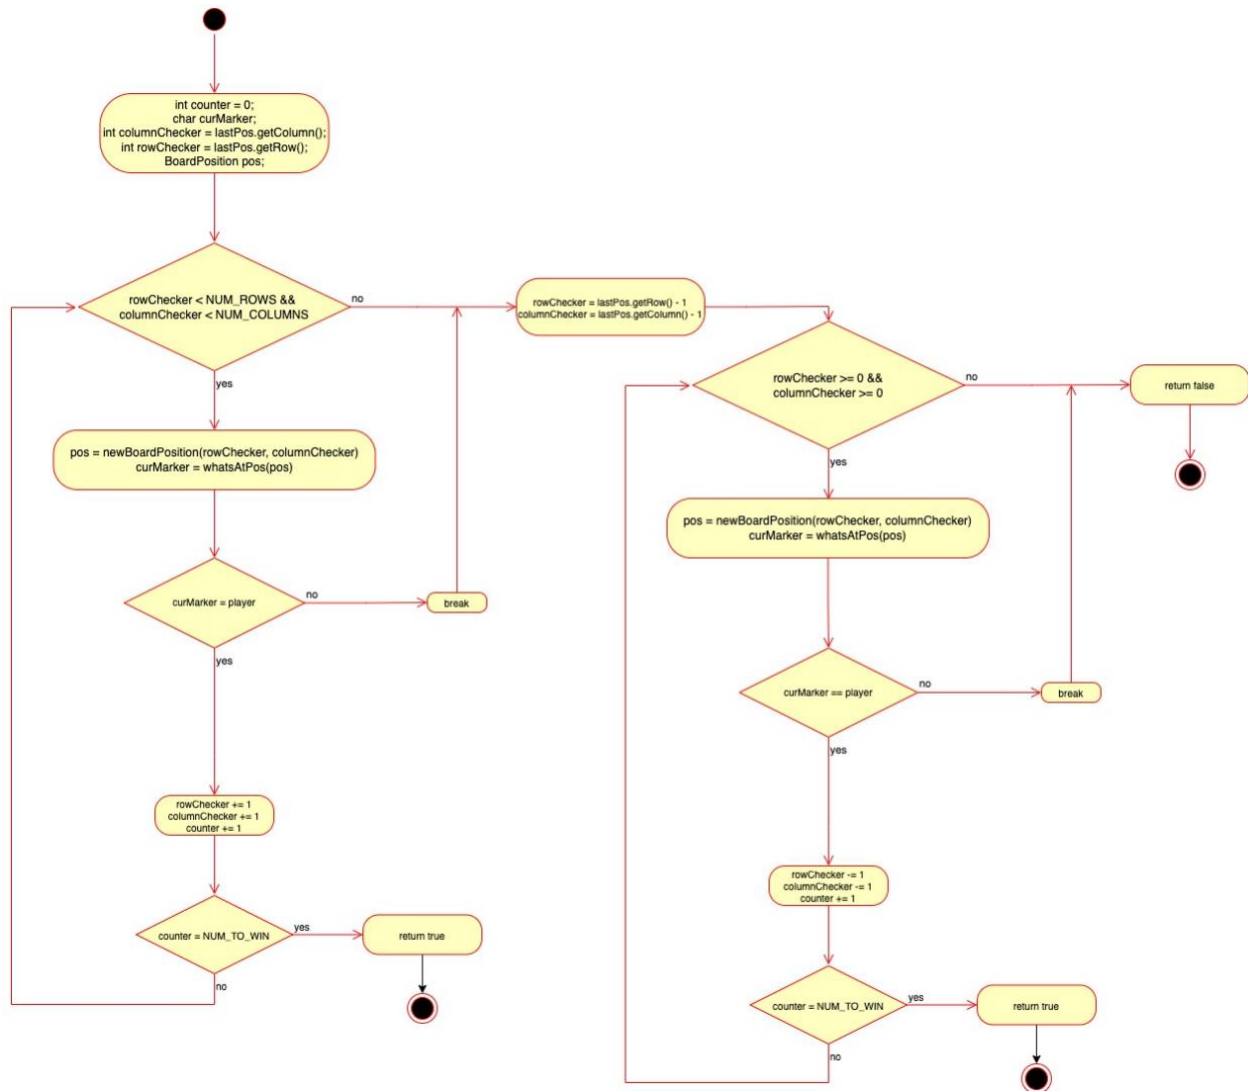 int counter = 0;
char curMarker;
int columnChecker = lastPos.getColumn();
int rowChecker = lastPos.getRow();
BoardPosition pos;
rowChecker < NUM_ROWS &&
columnChecker < NUM_COLUMNS
no
yes
pos = newBoardPosition(rowChecker, columnChecker)
curMarker = whatsAtPos(pos)
curMarker = player
no
break
yes
rowChecker += 1
columnChecker += 1
counter += 1
counter = NUM_TO_WIN
yes
return true
no
rowChecker = lastPos.getRow() - 1
columnChecker = lastPos.getColumn() - 1
rowChecker >= 0 &&
columnChecker >= 0
no
return false
yes
pos = newBoardPosition(rowChecker, columnChecker)
curMarker = whatsAtPos(pos)
curMarker == player
no
break
yes
rowChecker -= 1
columnChecker -= 1
counter += 1
counter = NUM_TO_WIN
yes
return true
no